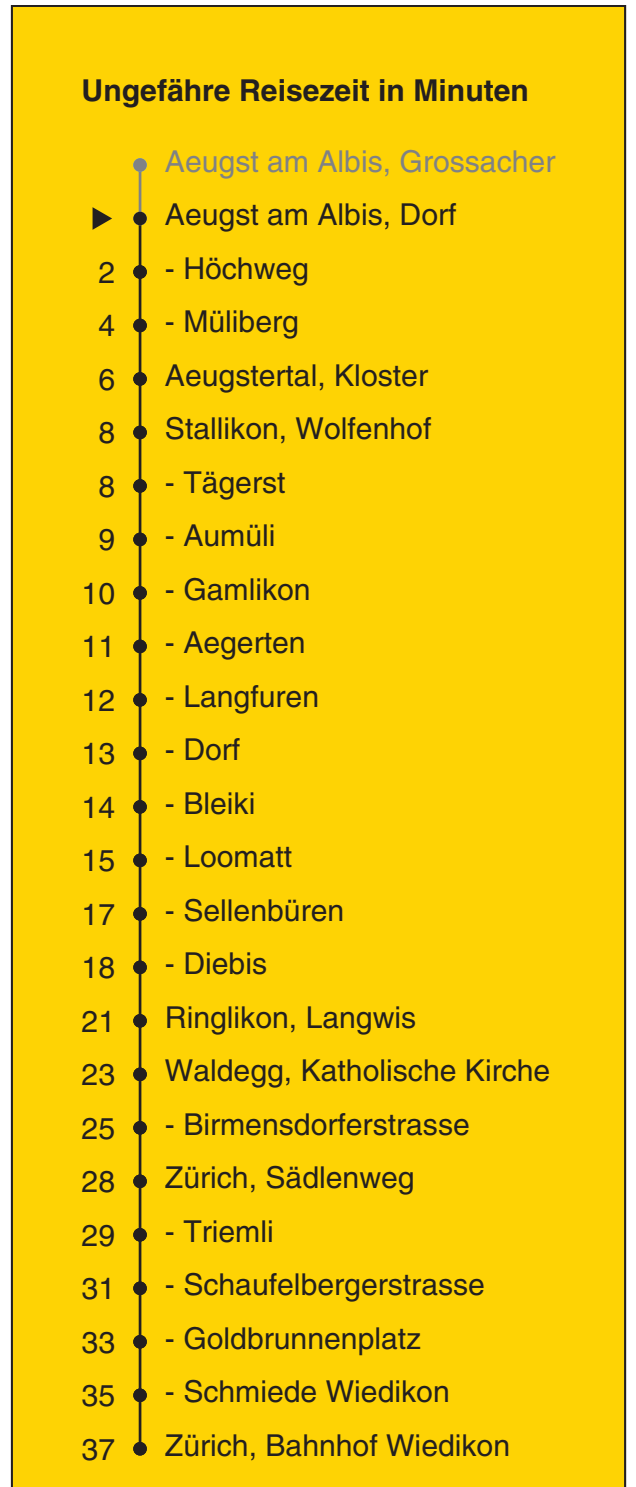 Ungefähre Reisezeit in Minuten
Aeugst am Albis, Grossacher
▶ Aeugst am Albis, Dorf
2 - Höchweg
4 - Müliberg
6 Aeugstertal, Kloster
8 Stallikon, Wolfenhof
8 - Tägerst
9 - Aumüli
10 - Gamlikon
11 - Aegerten
12 - Langfuren
13 - Dorf
14 - Bleiki
15 - Loomatt
17 - Sellenbüren
18 - Diebis
21 Ringlikon, Langwis
23 Waldegg, Katholische Kirche
25 - Birmensdorferstrasse
28 Zürich, Sädlenweg
29 - Triemli
31 - Schaufelbergerstrasse
33 - Goldbrunnenplatz
35 - Schmiede Wiedikon
37 Zürich, Bahnhof Wiedikon